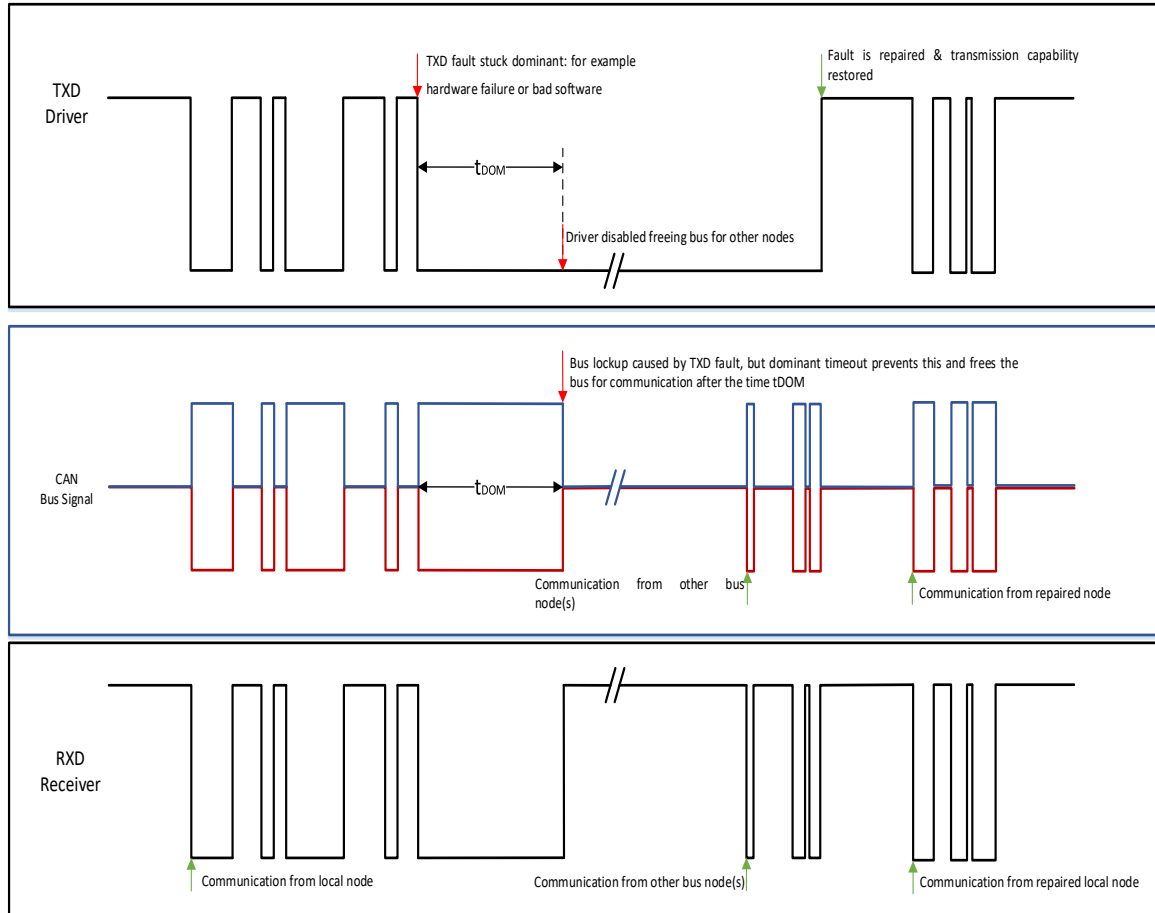 TXD
Driver
TXD fault stuck dominant: for example
hardware failure or bad software
Fault is repaired & transmission capability
restored
tDOM
Driver disabled freeing bus for other nodes
Bus lockup caused by TXD fault, but dominant timeout prevents this and frees the
bus for communication after the time tDOM
CAN
Bus Signal
tDOM
Communication from other bus
node(s)
Communication from repaired node
RXD
Receiver
Communication from local node
Communication from other bus node(s)
Communication from repaired local node